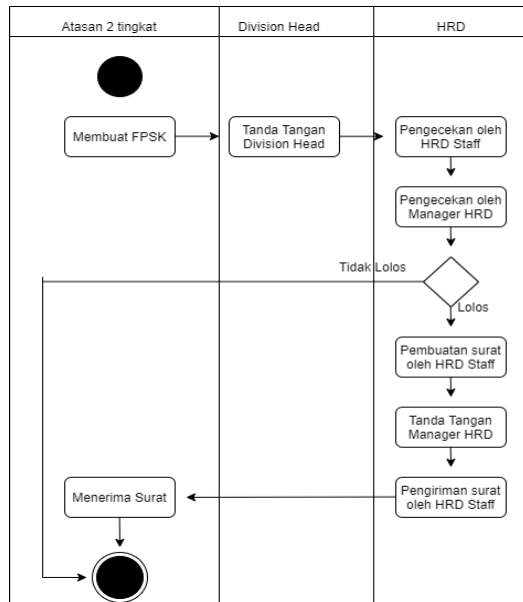 Atasan 2 tingkat
Division Head
HRD
Membuat FPSK
Tanda Tangan
Division Head
Pengecekan oleh
HRD Staff
Pengecekan oleh
Manager HRD
Tidak Lolos
Lolos
Pembuatan surat
oleh HRD Staff
Tanda Tangan
Manager HRD
Pengiriman surat
oleh HRD Staff
Menerima Surat